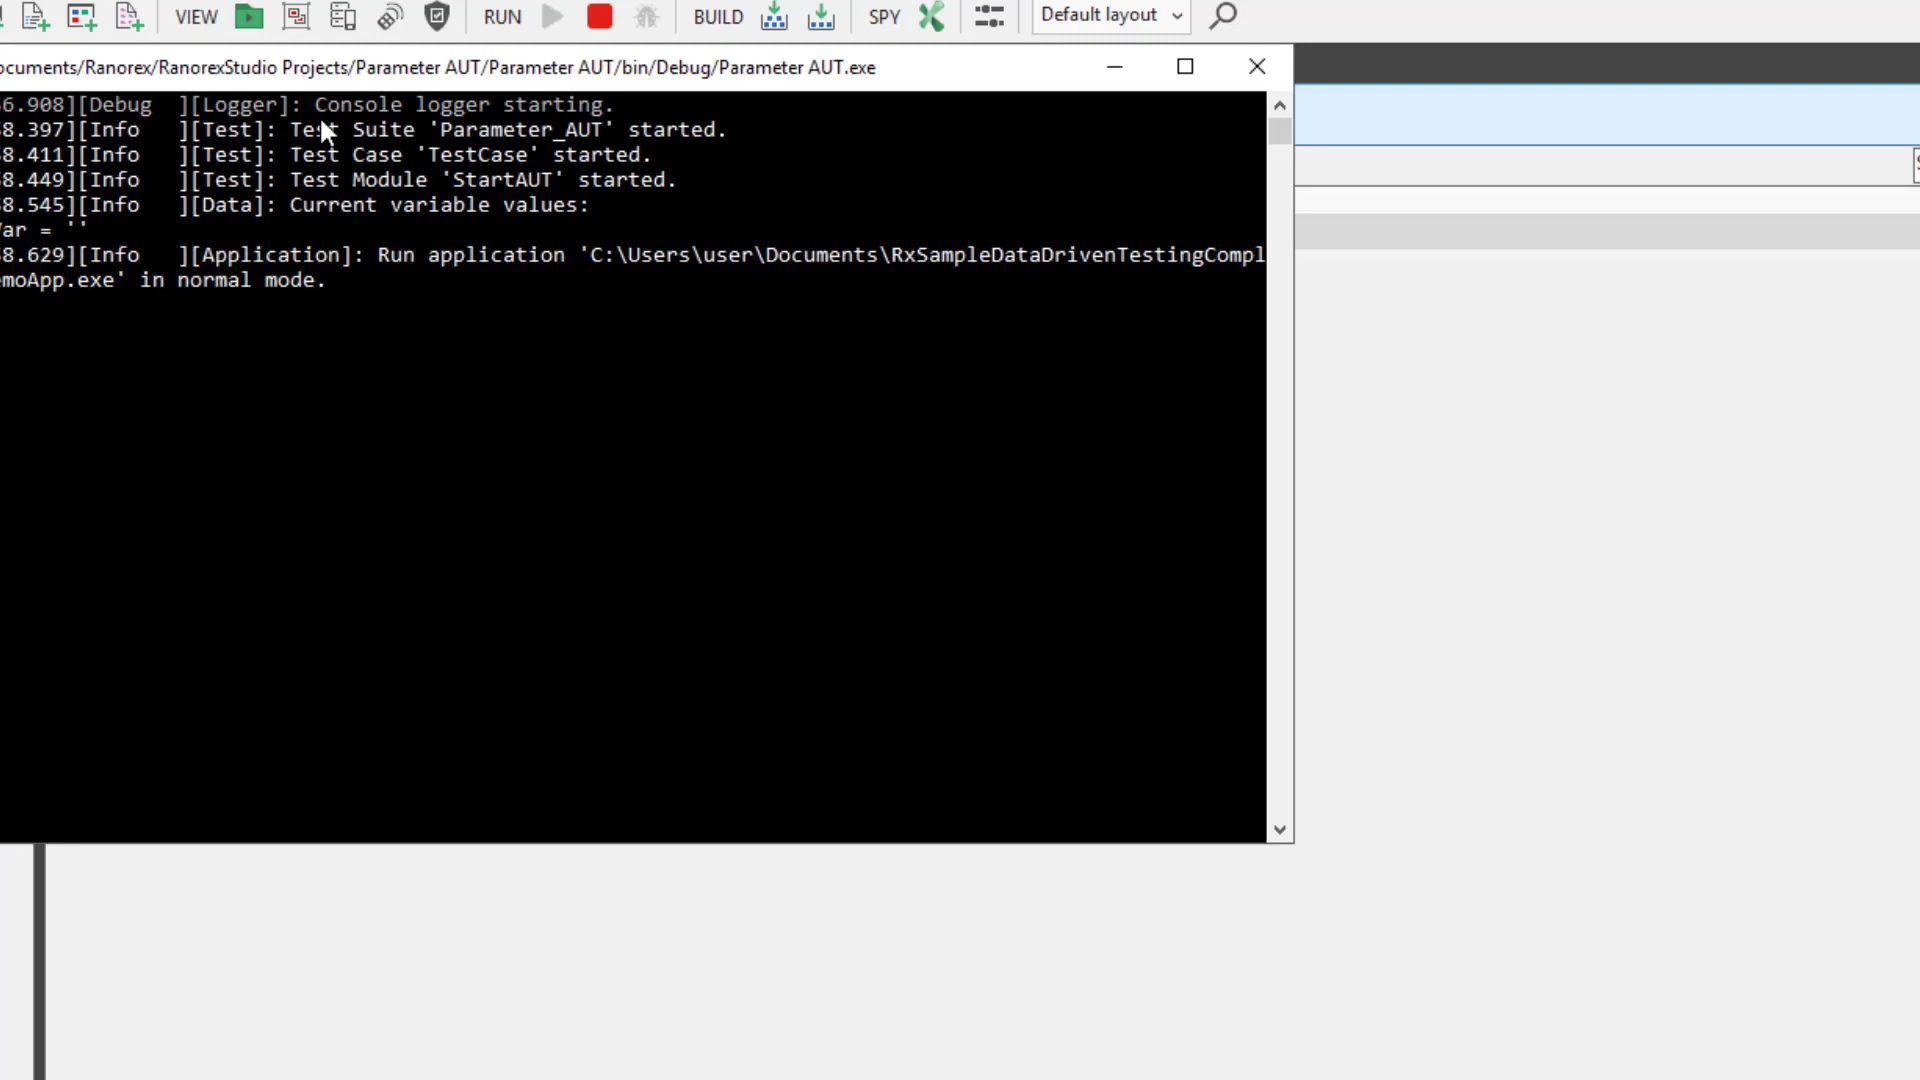 VIEW RUN BUILD SPY Default layout
ocuments/Ranorex/RanorexStudio Projects/Parameter AUT/Parameter AUT/bin/Debug/Parameter AUT.exe
6.908][Debug ][Logger]: Console logger starting.
8.397][Info ][Test]: Test Suite 'Parameter_AUT' started.
8.411][Info ][Test]: Test Case 'TestCase' started.
8.449][Info ][Test]: Test Module 'StartAUT' started.
8.545][Info ][Data]: Current variable values:
Var = ''
8.629][Info ][Application]: Run application 'C:\Users\user\Documents\RxSampleDataDrivenTestingCompl
emoApp.exe' in normal mode.